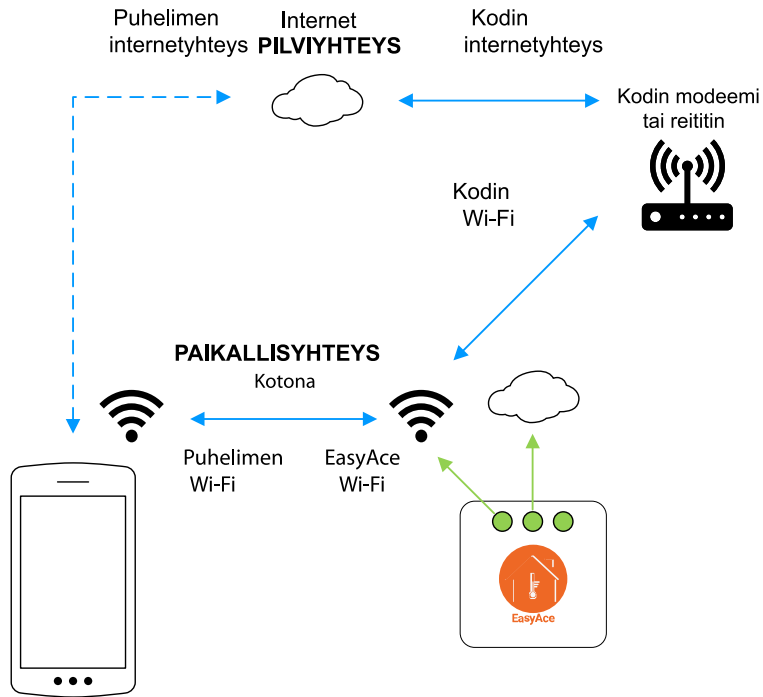 Puhelimen
internetyhteys
Internet
PILVIYHTEYS
Kodin
internetyhteys
Kodin modeemi
tai reititin
Kodin
Wi-Fi
PAIKALLISYHTEYS
Kotona
Puhelimen
Wi-Fi
EasyAce
Wi-Fi
EasyAce